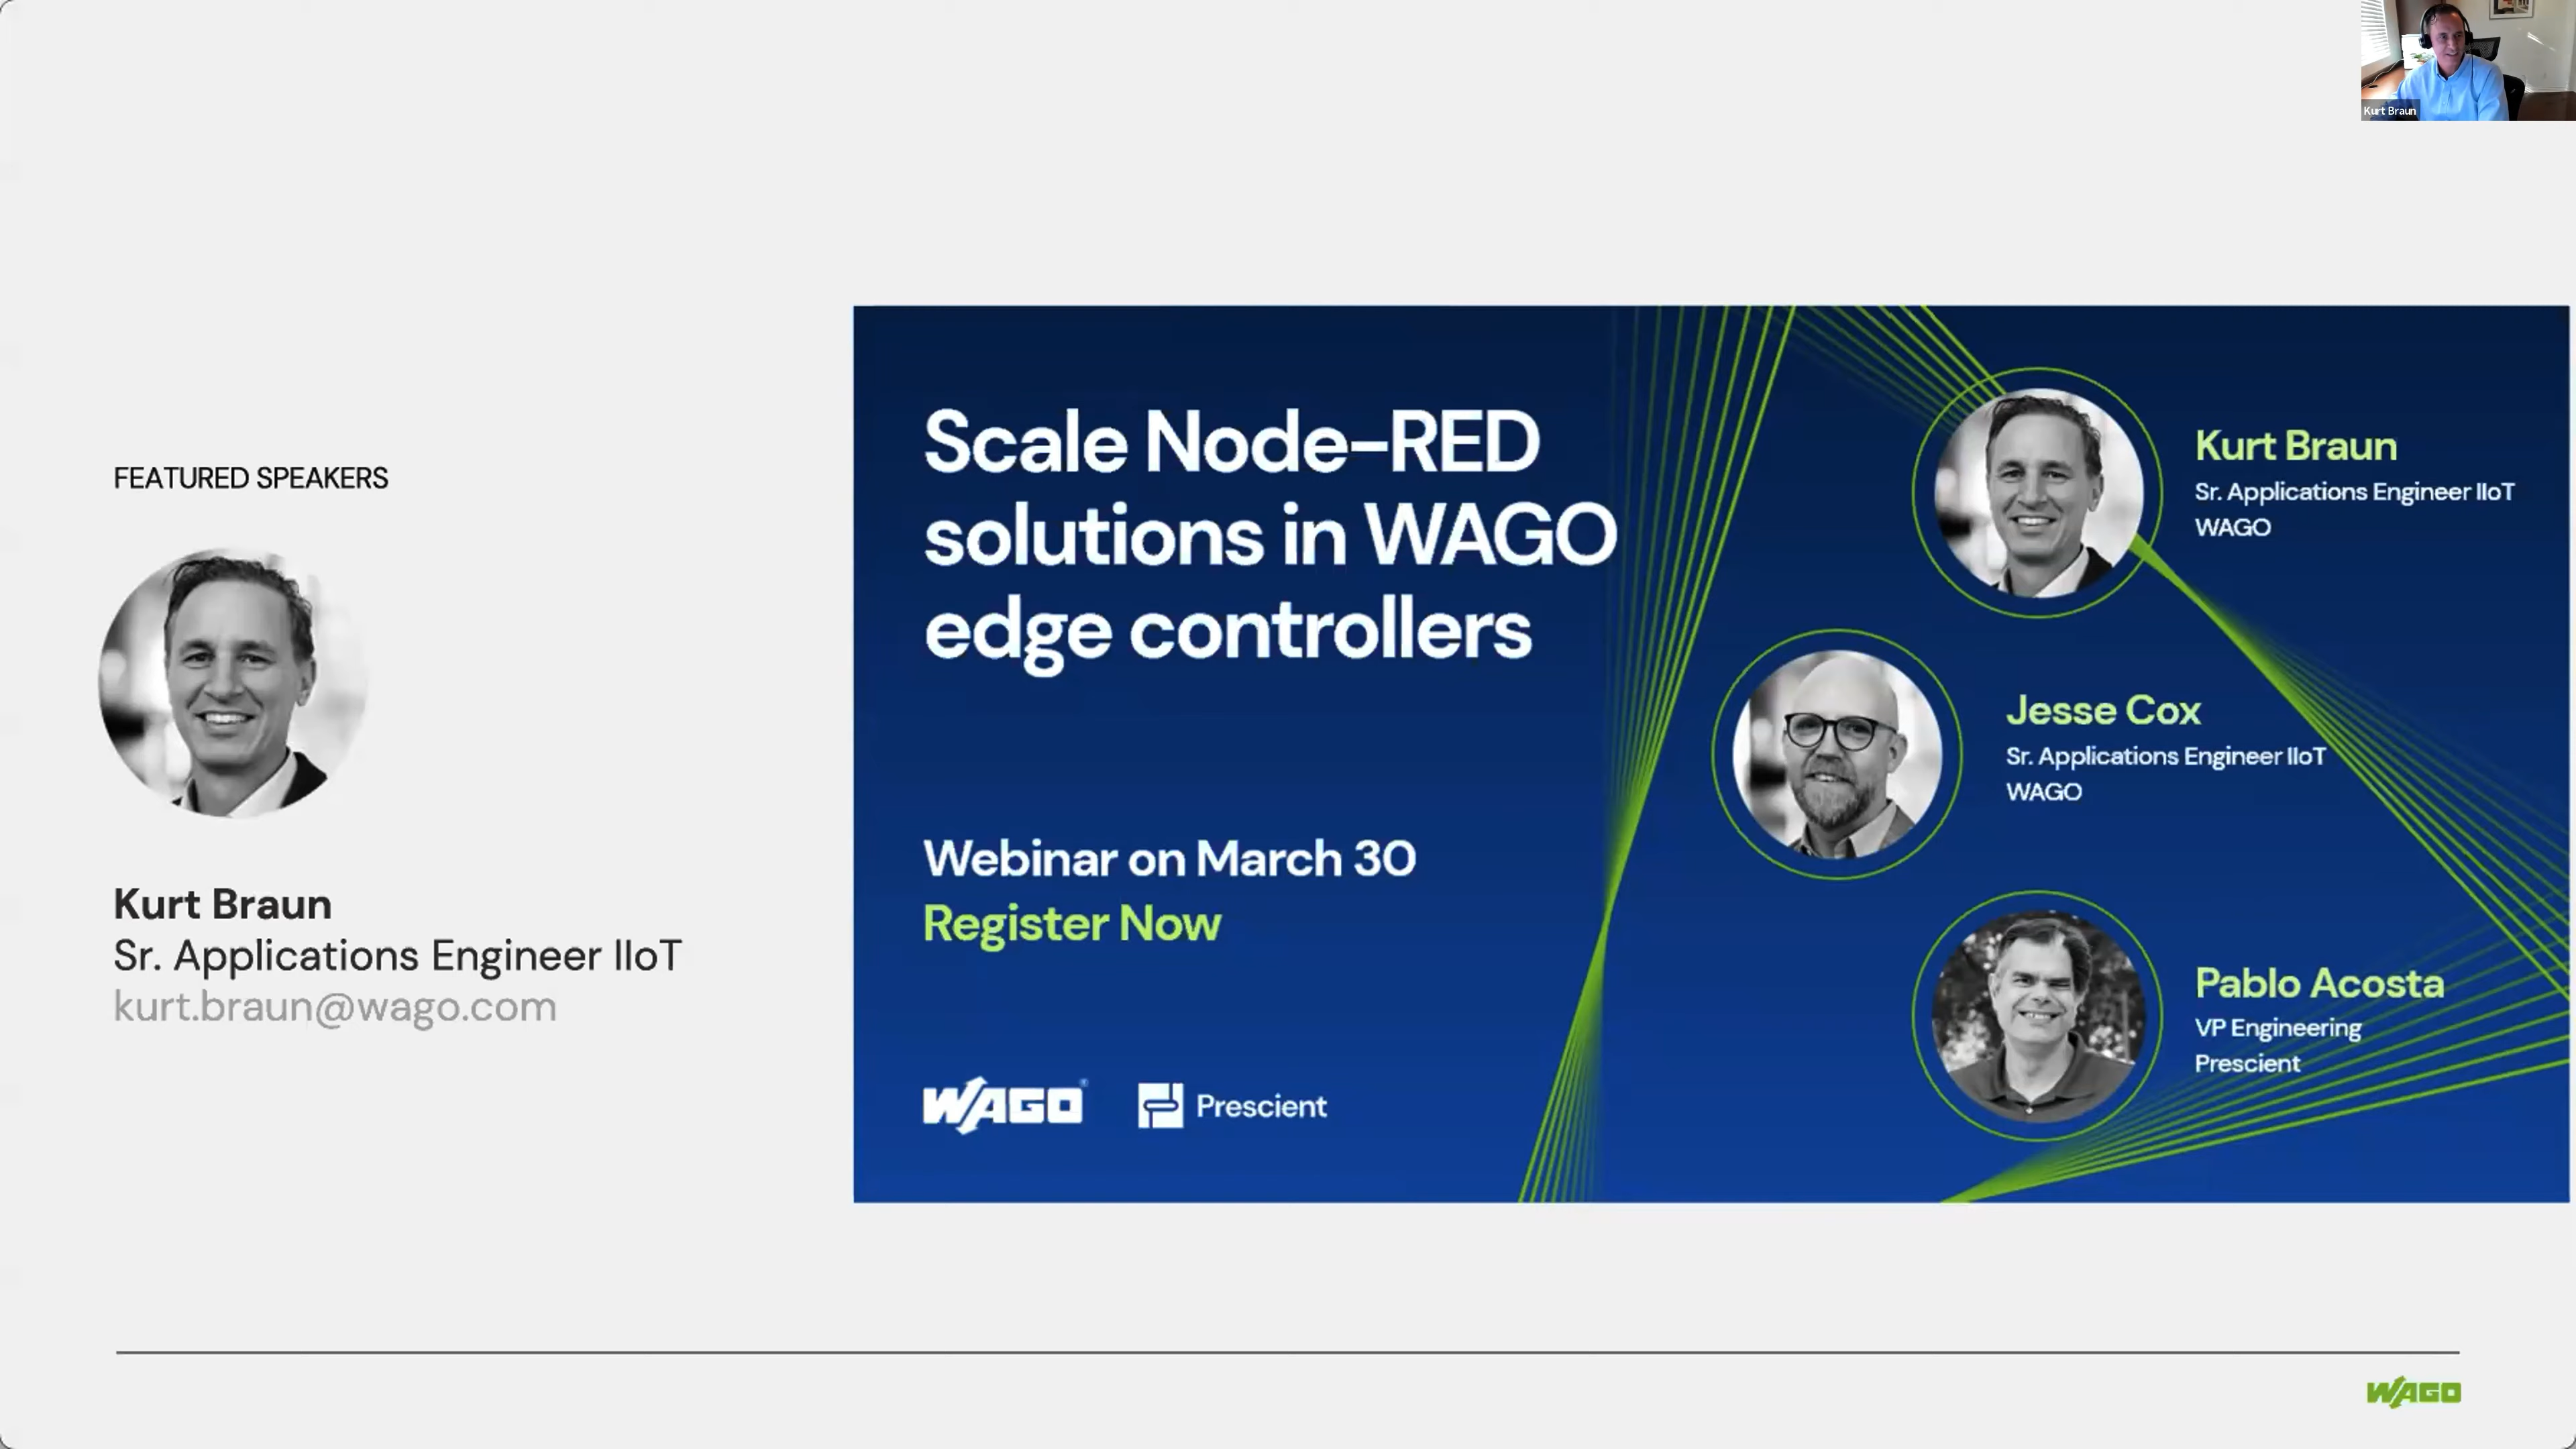 Kurt Braun
FEATURED SPEAKERS
Kurt Braun
Sr. Applications Engineer IIoT
kurt.braun@wago.com
Scale Node-RED
solutions in WAGO
edge controllers
Webinar on March 30
Register Now
WAGO®
Prescient
Kurt Braun
Sr. Applications Engineer IIoT
WAGO
Jesse Cox
Sr. Applications Engineer IIoT
WAGO
Pablo Acosta
VP Engineering
Prescient
WAGO